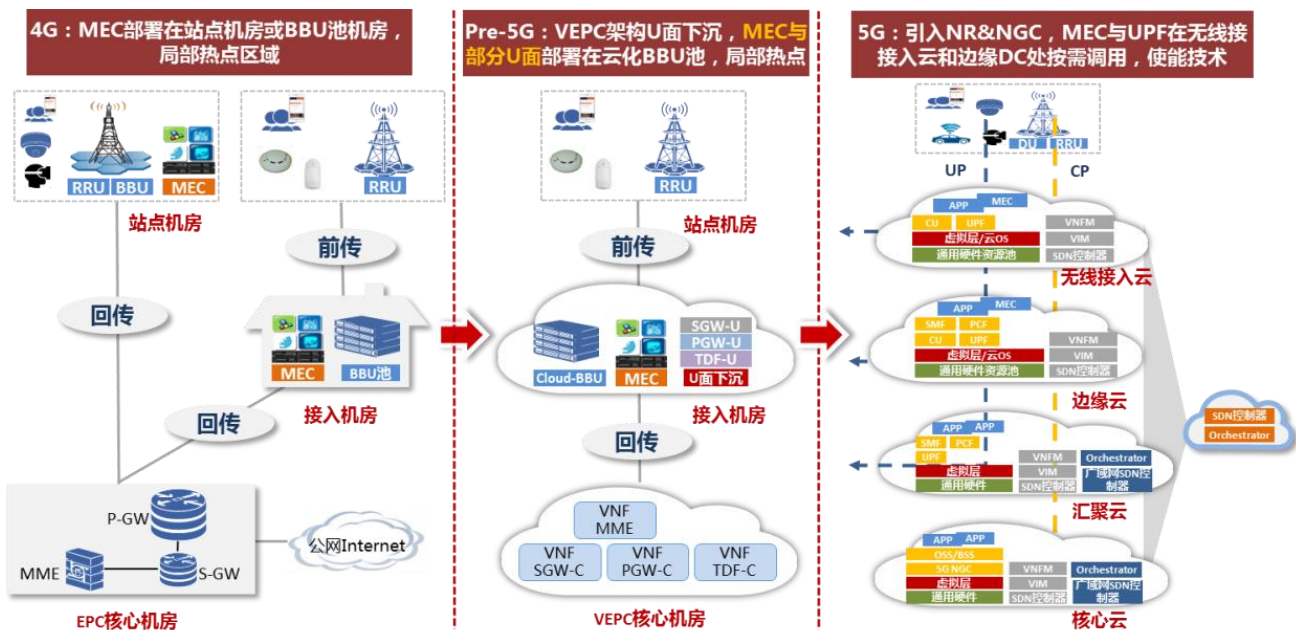 4G：MEC部署在站点机房或BBU池机房，
局部热点区域
RRU
BBU
MEC
站点机房
RRU
前传
回传
MEC
BBU池
接入机房
回传
P-GW
MME
S-GW
公网Internet
EPC核心机房
Pre-5G：VEPC架构U面下沉，MEC与
部分U面部署在云化BBU池，局部热点
RRU
站点机房
前传
Cloud-BBU
MEC
SGW-U
PGW-U
TDF-U
U面下沉
接入机房
回传
VNF
MME
VNF
SGW-C
VNF
PGW-C
VNF
TDF-C
VEPC核心机房
5G：引入NR&NGC，MEC与UPF在无线接
接入云和边缘DC处按需调用，使能技术
DU
RRU
UP
CP
APP
MEC
CU
UPF
虚拟层/云OS
通用硬件资源池
VNFM
VIM
SDN控制器
无线接入云
APP
MEC
SMF
PCF
CU
UPF
虚拟层/云OS
通用硬件资源池
VNFM
VIM
SDN控制器
边缘云
APP
APP
SMF
PCF
UPF
虚拟层
通用硬件
VNFM
VIM
SDN控制器
Orchestrator
广域网SDN控
制器
汇聚云
APP
APP
OSS/BSS
5G NGC
虚拟层
通用硬件
VNFM
VIM
SDN控制器
Orchestrator
广域网SDN控
制器
核心云
SDN控制器
Orchestrator